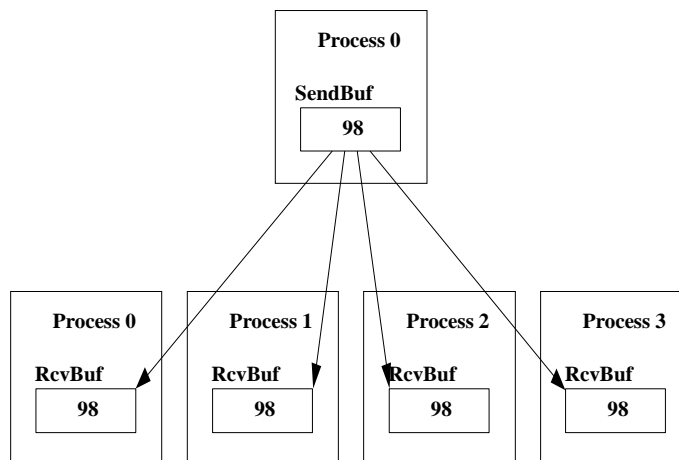 Process 0
SendBuf
98
Process 0 Process 1 Process 2 Process 3
RcvBuf RcvBuf RcvBuf RcvBuf
98 98 98 98